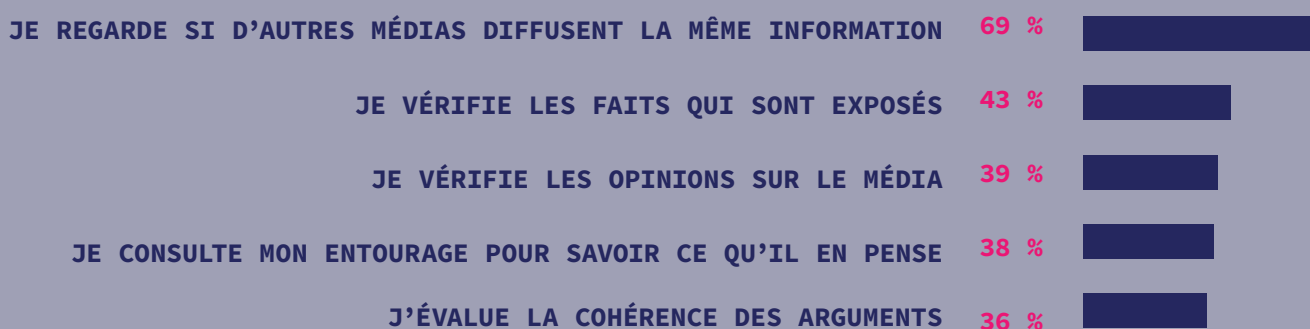 JE REGARDE SI D’AUTRES MÉDIAS DIFFUSENT LA MÊME INFORMATION 69 %
JE VÉRIFIE LES FAITS QUI SONT EXPOSÉS 43 %
JE VÉRIFIE LES OPINIONS SUR LE MÉDIA 39 %
JE CONSULTE MON ENTOURAGE POUR SAVOIR CE QU’IL EN PENSE 38 %
J’ÉVALUE LA COHÉRENCE DES ARGUMENTS 36 %